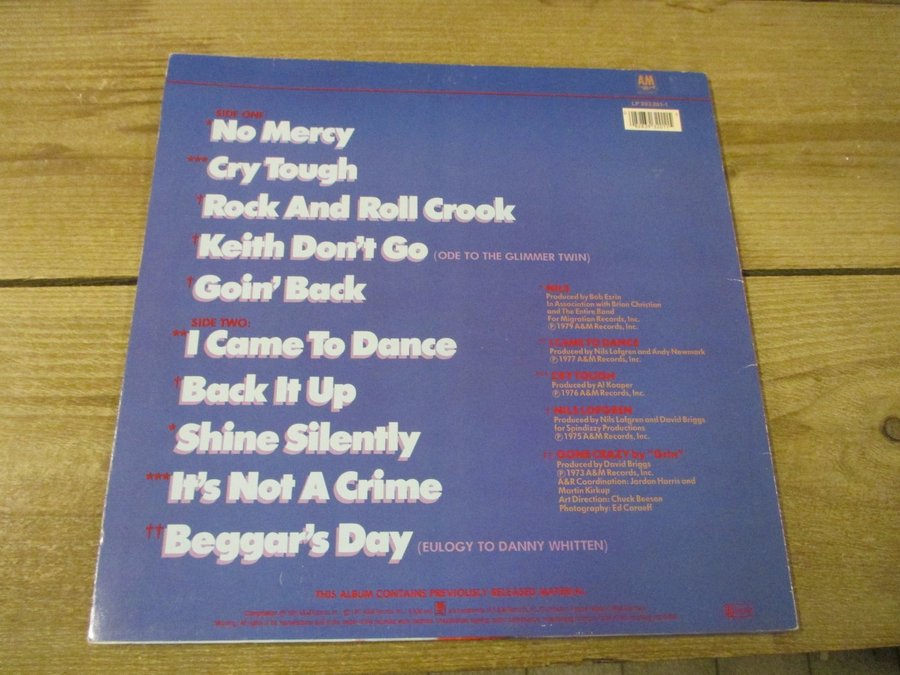 A&M
LP 393 201-1
SIDE ONE
*No Mercy
***Cry Tough
†Rock And Roll Crook
†Keith Don't Go (ODE TO THE GLIMMER TWIN)
†Goin' Back
SIDE TWO:
**I Came To Dance
†Back It Up
*Shine Silently
***It's Not A Crime
††Beggar's Day (EULOGY TO DANNY WHITTEN)
* NILS
Produced by Bob Ezrin
In Association with Brian Christian
and The Entire Band
For Migration Records, Inc.
℗ 1979 A&M Records, Inc.
** I CAME TO DANCE
Produced by Nils Lofgren and Andy Newmark
℗ 1977 A&M Records, Inc.
*** CRY TOUGH
Produced by Al Kooper
℗ 1976 A&M Records, Inc.
† NILS LOFGREN
Produced by Nils Lofgren and David Briggs
for Spindizzy Productions
℗ 1975 A&M Records, Inc.
†† GONE CRAZY by "Grin"
Produced by David Briggs
℗ 1973 A&M Records, Inc.
A&R Coordination: Jordan Harris and
Martin Kirkup
Art Direction: Chuck Beeson
Photography: Ed Caraeff
THIS ALBUM CONTAINS PREVIOUSLY RELEASED MATERIAL